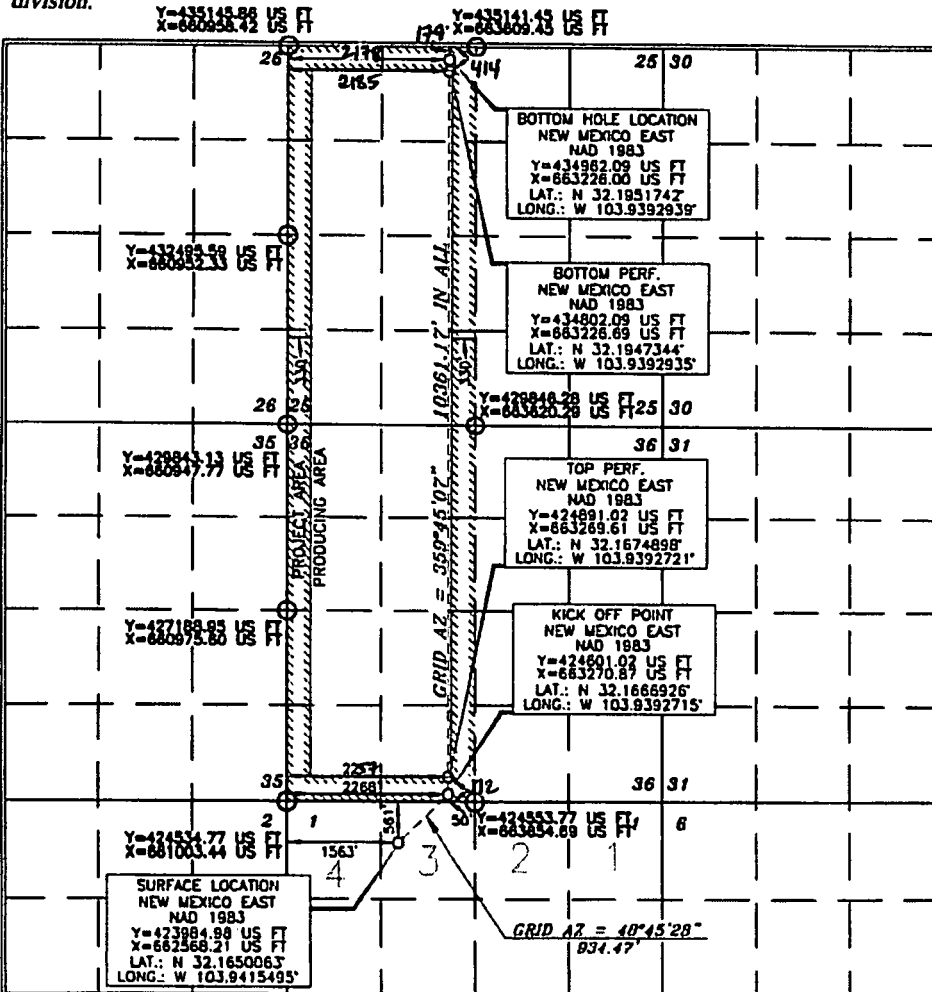 division.
Y=435145.86 US FT
X=660958.42 US FT
Y=435141.45 US FT
X=663609.45 US FT
179'
26
2178
414
2185
25 30
BOTTOM HOLE LOCATION
NEW MEXICO EAST
NAD 1983
Y=434962.09 US FT
X=663226.00 US FT
LAT.: N 32.1951742°
LONG.: W 103.9392939°
Y=432495.59 US FT
X=660952.33 US FT
BOTTOM PERF.
NEW MEXICO EAST
NAD 1983
Y=434802.09 US FT
X=663226.69 US FT
LAT.: N 32.1947344°
LONG.: W 103.9392935°
330'
330'
GRID AZ = 359°45'07" 10361.17' IN ALL
26 25
35 36
Y=429846.28 US FT
X=663620.29 US FT
25 30
36 31
Y=429843.13 US FT
X=660947.77 US FT
PROJECT AREA
PRODUCING AREA
TOP PERF.
NEW MEXICO EAST
NAD 1983
Y=424891.02 US FT
X=663269.61 US FT
LAT.: N 32.1674898°
LONG.: W 103.9392721°
Y=427188.95 US FT
X=660975.60 US FT
KICK OFF POINT
NEW MEXICO EAST
NAD 1983
Y=424601.02 US FT
X=663270.87 US FT
LAT.: N 32.1666926°
LONG.: W 103.9392715°
2257'
35
2268'
36 31
2 1
561'
50'
Y=424553.77 US FT
X=663654.69 US FT
1 6
Y=424534.77 US FT
X=661003.44 US FT
1563'
4 3 2 1
SURFACE LOCATION
NEW MEXICO EAST
NAD 1983
Y=423984.98 US FT
X=662568.21 US FT
LAT.: N 32.1650063°
LONG.: W 103.9415495°
GRID AZ = 48°45'28"
934.47'